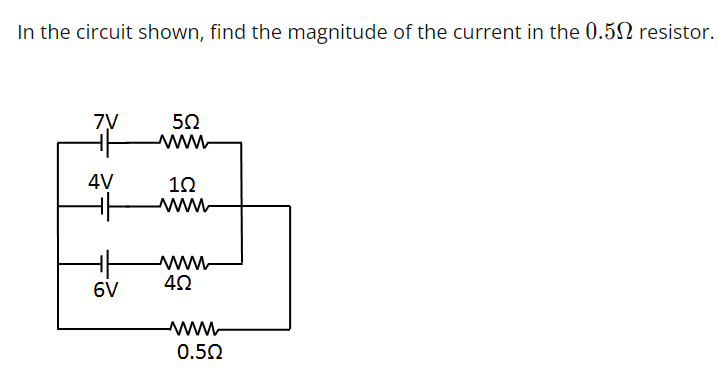 In the circuit shown, find the magnitude of the current in the 0.5Ω resistor.
7V 5Ω
4V 1Ω
6V 4Ω
0.5Ω